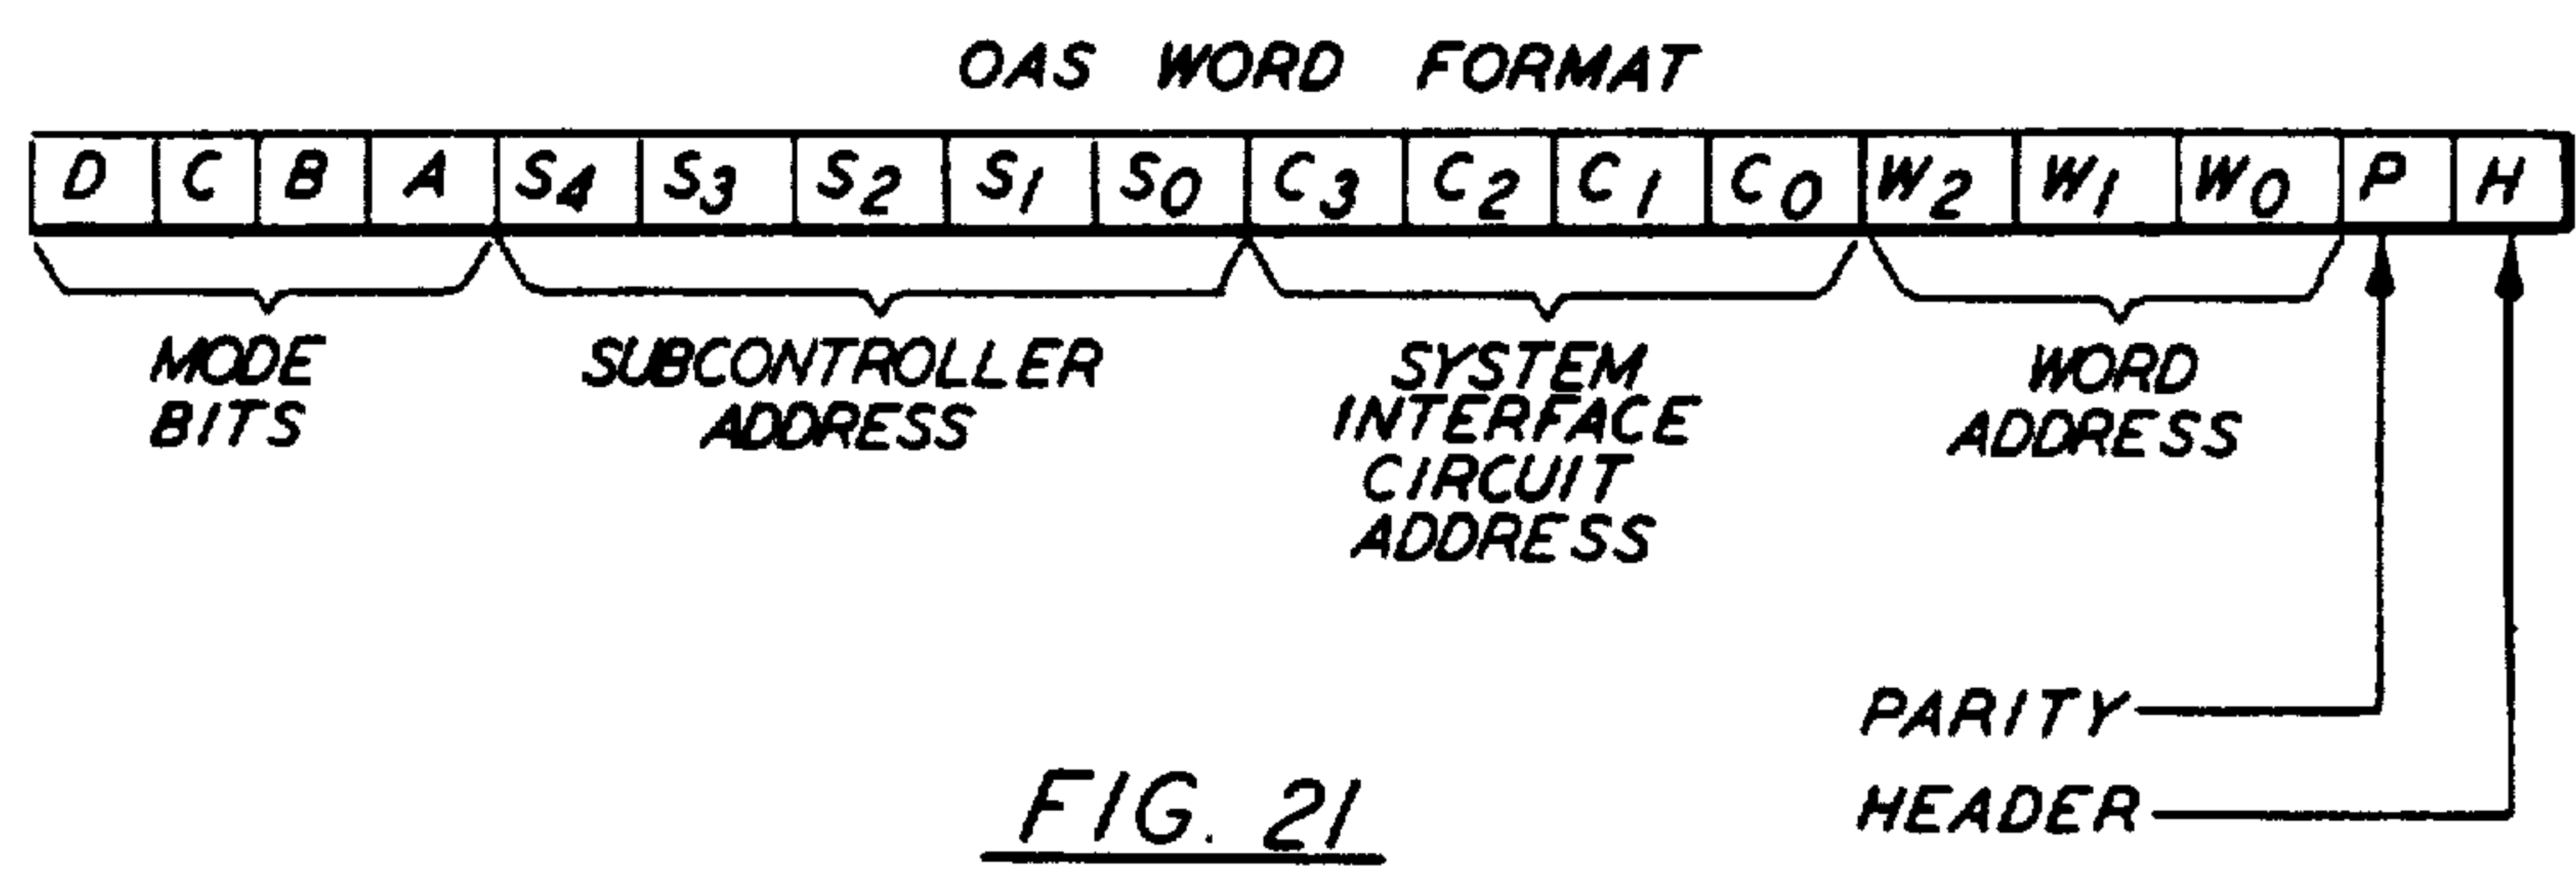 OAS WORD FORMAT
D C B A S4 S3 S2 S1 S0 C3 C2 C1 C0 W2 W1 W0 P H
MODE
BITS
SUBCONTROLLER
ADDRESS
SYSTEM
INTERFACE
CIRCUIT
ADDRESS
WORD
ADDRESS
PARITY
HEADER
FIG. 21